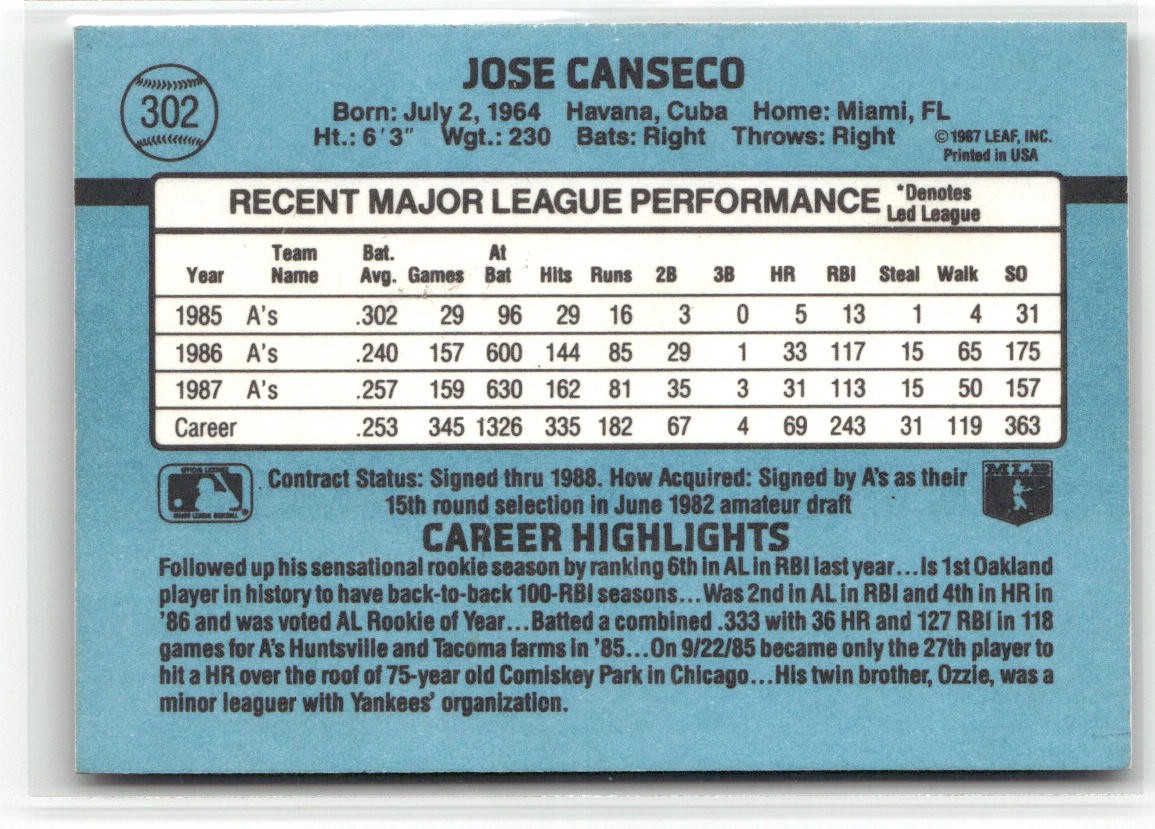 302
JOSE CANSECO
Born: July 2, 1964 Havana, Cuba Home: Miami, FL
Ht.: 6'3" Wgt.: 230 Bats: Right Throws: Right
©1987 LEAF, INC.
Printed in USA
RECENT MAJOR LEAGUE PERFORMANCE *Denotes
Led League
Team Bat. At
Year Name Avg. Games Bat Hits Runs 2B 3B HR RBI Steal Walk SO
1985 A's .302 29 96 29 16 3 0 5 13 1 4 31
1986 A's .240 157 600 144 85 29 1 33 117 15 65 175
1987 A's .257 159 630 162 81 35 3 31 113 15 50 157
Career .253 345 1326 335 182 67 4 69 243 31 119 363
OFFICIAL LICENSEE
MAJOR LEAGUE BASEBALL
MLB
Contract Status: Signed thru 1988. How Acquired: Signed by A's as their
15th round selection in June 1982 amateur draft
CAREER HIGHLIGHTS
Followed up his sensational rookie season by ranking 6th in AL in RBI last year...Is 1st Oakland
player in history to have back-to-back 100-RBI seasons...Was 2nd in AL in RBI and 4th in HR in
'86 and was voted AL Rookie of Year...Batted a combined .333 with 36 HR and 127 RBI in 118
games for A's Huntsville and Tacoma farms in '85...On 9/22/85 became only the 27th player to
hit a HR over the roof of 75-year old Comiskey Park in Chicago...His twin brother, Ozzie, was a
minor leaguer with Yankees' organization.